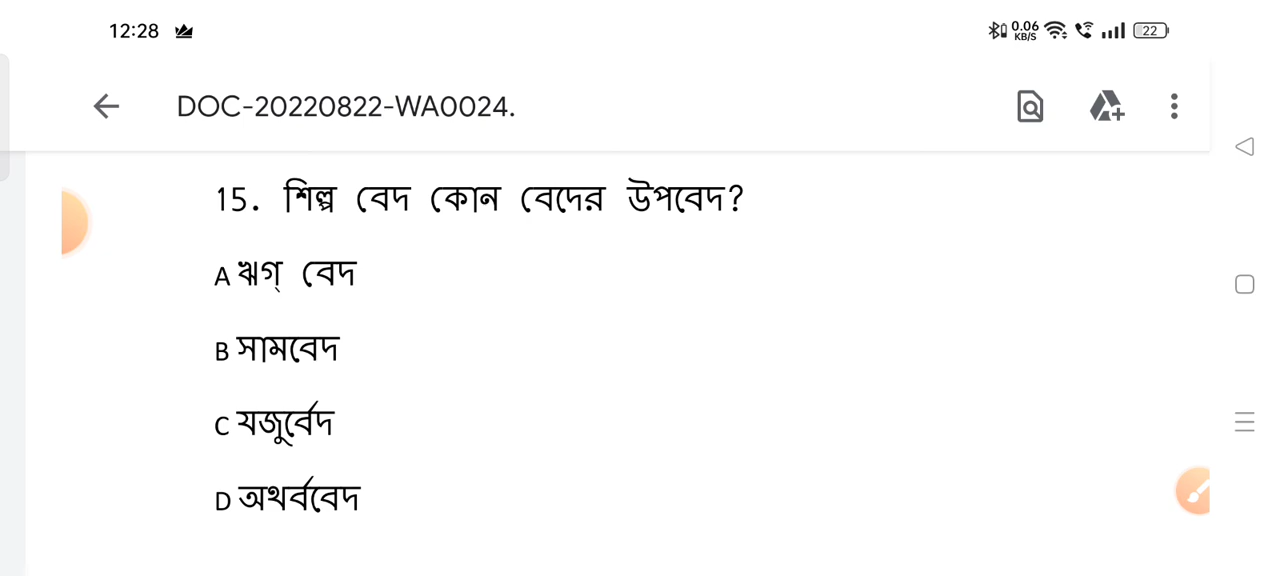 12:28 0.06 KB/S 22
DOC-20220822-WA0024.
15. শিল্প বেদ কোন বেদের উপবেদ?
A ঋগ্ বেদ
B সামবেদ
C যজুর্বেদ
D অথর্ববেদ